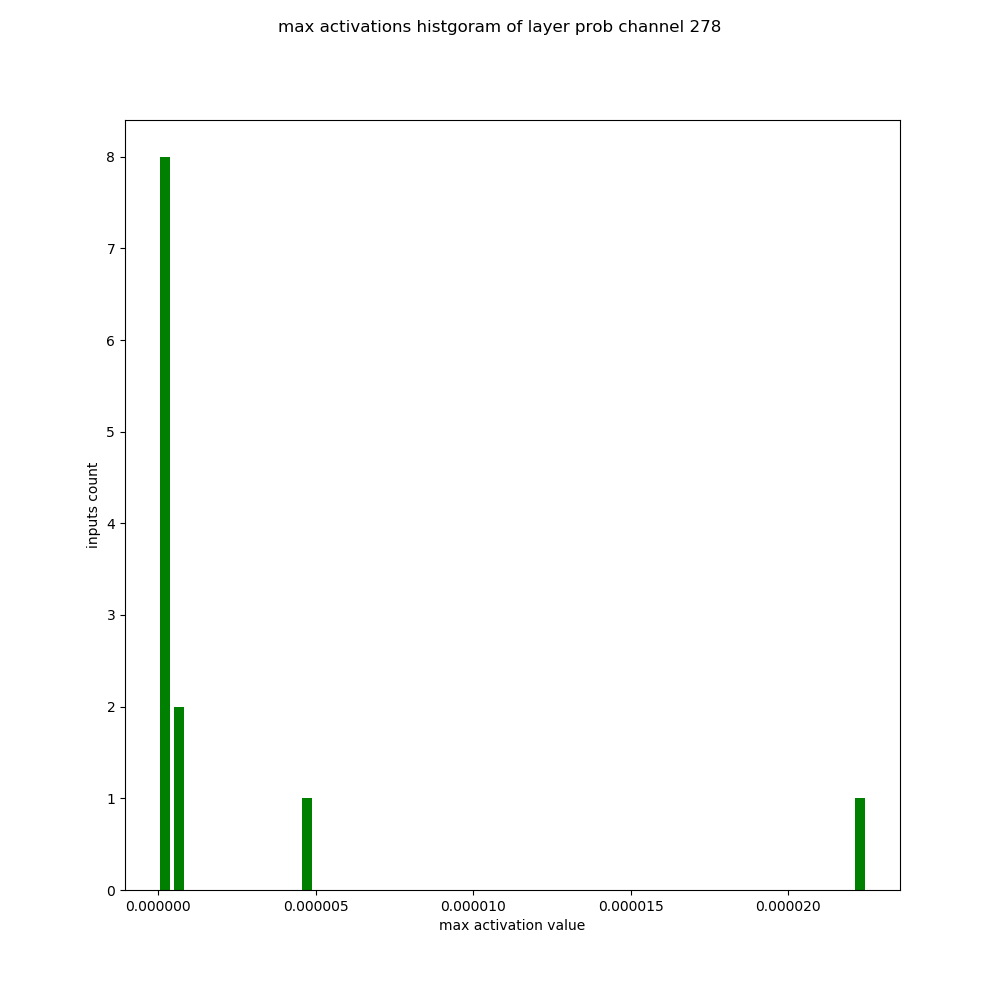 max activations histgoram of layer prob channel 278
8
7
6
5
4
3
2
1
0
inputs count
0.000000 0.000005 0.000010 0.000015 0.000020
max activation value